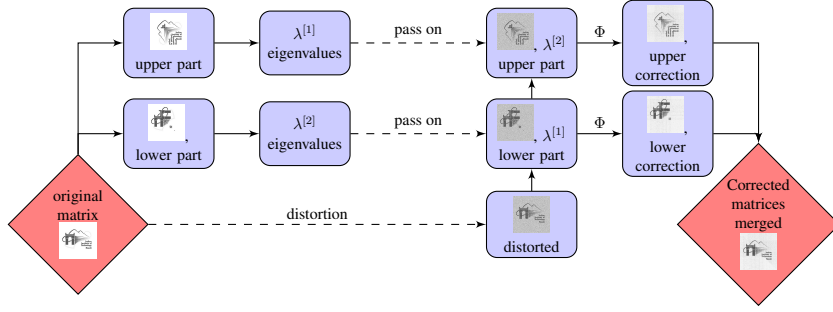 upper part
λ[1]
eigenvalues
pass on
, λ[2]
upper part
Φ
,
upper
correction
,
lower part
λ[2]
eigenvalues
pass on
, λ[1]
lower part
Φ
,
lower
correction
original
matrix
distortion
distorted
Corrected
matrices
merged